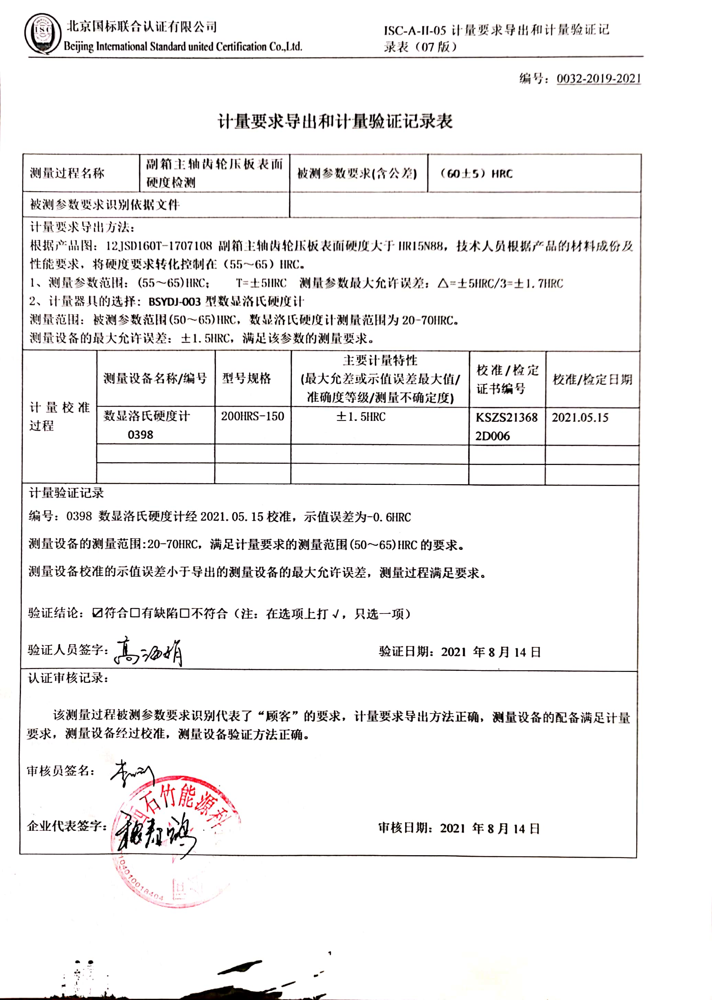 ISC
北京国标联合认证有限公司
Beijing International Standard united Certification Co.,Ltd.
ISC-A-II-05 计量要求导出和计量验证记
录表（07 版）
编号：0032-2019-2021
计量要求导出和计量验证记录表
测量过程名称
副箱主轴齿轮压板表面
硬度检测
被测参数要求(含公差)
（60±5）HRC
被测参数要求识别依据文件
计量要求导出方法：
根据产品图：12JSD160T-1707108 副箱主轴齿轮压板表面硬度大于 HR15N88，技术人员根据产品的材料成份及
性能要求，将硬度要求转化控制在（55～65）HRC。
1、测量参数范围：(55～65)HRC； T=±5HRC 测量参数最大允许误差：△=±5HRC/3=±1.7HRC
2、计量器具的选择：BSYDJ-003 型数显洛氏硬度计
测量范围：被测参数范围(50～65)HRC，数显洛氏硬度计测量范围为 20-70HRC。
测量设备的最大允许误差：±1.5HRC，满足该参数的测量要求。
计量校准
过程
测量设备名称/编号
型号规格
主要计量特性
(最大允差或示值误差最大值/
准确度等级/测量不确定度)
校准/检定
证书编号
校准/检定日期
数显洛氏硬度计
0398
200HRS-150
±1.5HRC
KSZS21368
2D006
2021.05.15
计量验证记录
编号：0398 数显洛氏硬度计经 2021.05.15 校准，示值误差为-0.6HRC
测量设备的测量范围:20-70HRC，满足计量要求的测量范围(50～65)HRC 的要求。
测量设备校准的示值误差小于导出的测量设备的最大允许误差，测量过程满足要求。
验证结论：☑符合□有缺陷□不符合（注：在选项上打√，只选一项）
验证人员签字：高海娟
验证日期：2021 年 8 月 14 日
认证审核记录：
该测量过程被测参数要求识别代表了“顾客”的要求，计量要求导出方法正确，测量设备的配备满足计量
要求，测量设备经过校准，测量设备验证方法正确。
审核员签名：
石竹能源科
企业代表签字：
审核日期：2021 年 8 月 14 日